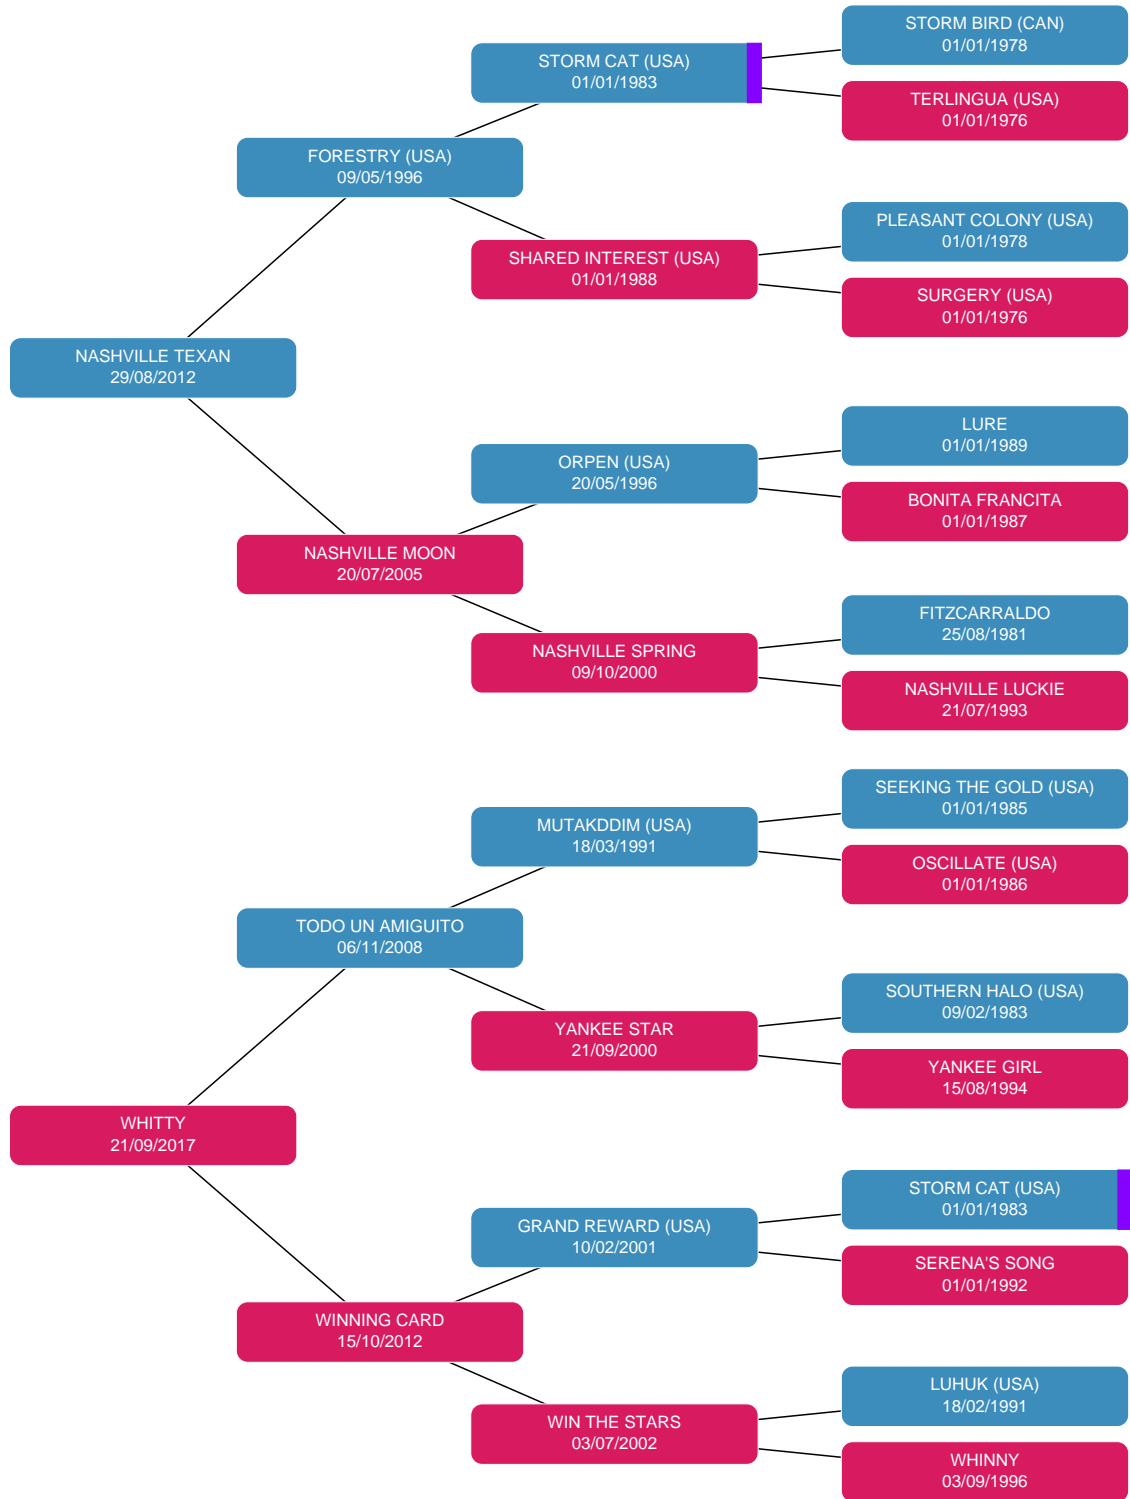 STORM BIRD (CAN)
01/01/1978
STORM CAT (USA)
01/01/1983
TERLINGUA (USA)
01/01/1976
FORESTRY (USA)
09/05/1996
PLEASANT COLONY (USA)
01/01/1978
SHARED INTEREST (USA)
01/01/1988
SURGERY (USA)
01/01/1976
NASHVILLE TEXAN
29/08/2012
LURE
01/01/1989
ORPEN (USA)
20/05/1996
BONITA FRANCITA
01/01/1987
NASHVILLE MOON
20/07/2005
FITZCARRALDO
25/08/1981
NASHVILLE SPRING
09/10/2000
NASHVILLE LUCKIE
21/07/1993
SEEKING THE GOLD (USA)
01/01/1985
MUTAKDDIM (USA)
18/03/1991
OSCILLATE (USA)
01/01/1986
TODO UN AMIGUITO
06/11/2008
SOUTHERN HALO (USA)
09/02/1983
YANKEE STAR
21/09/2000
YANKEE GIRL
15/08/1994
WHITTY
21/09/2017
STORM CAT (USA)
01/01/1983
GRAND REWARD (USA)
10/02/2001
SERENA'S SONG
01/01/1992
WINNING CARD
15/10/2012
LUHUK (USA)
18/02/1991
WIN THE STARS
03/07/2002
WHINNY
03/09/1996